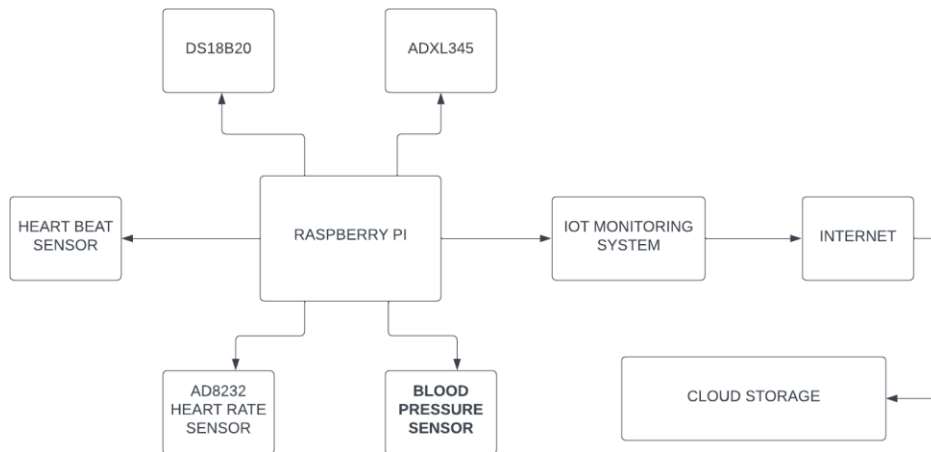 DS18B20
ADXL345
HEART BEAT
SENSOR
RASPBERRY PI
IOT MONITORING
SYSTEM
INTERNET
AD8232
HEART RATE
SENSOR
BLOOD
PRESSURE
SENSOR
CLOUD STORAGE